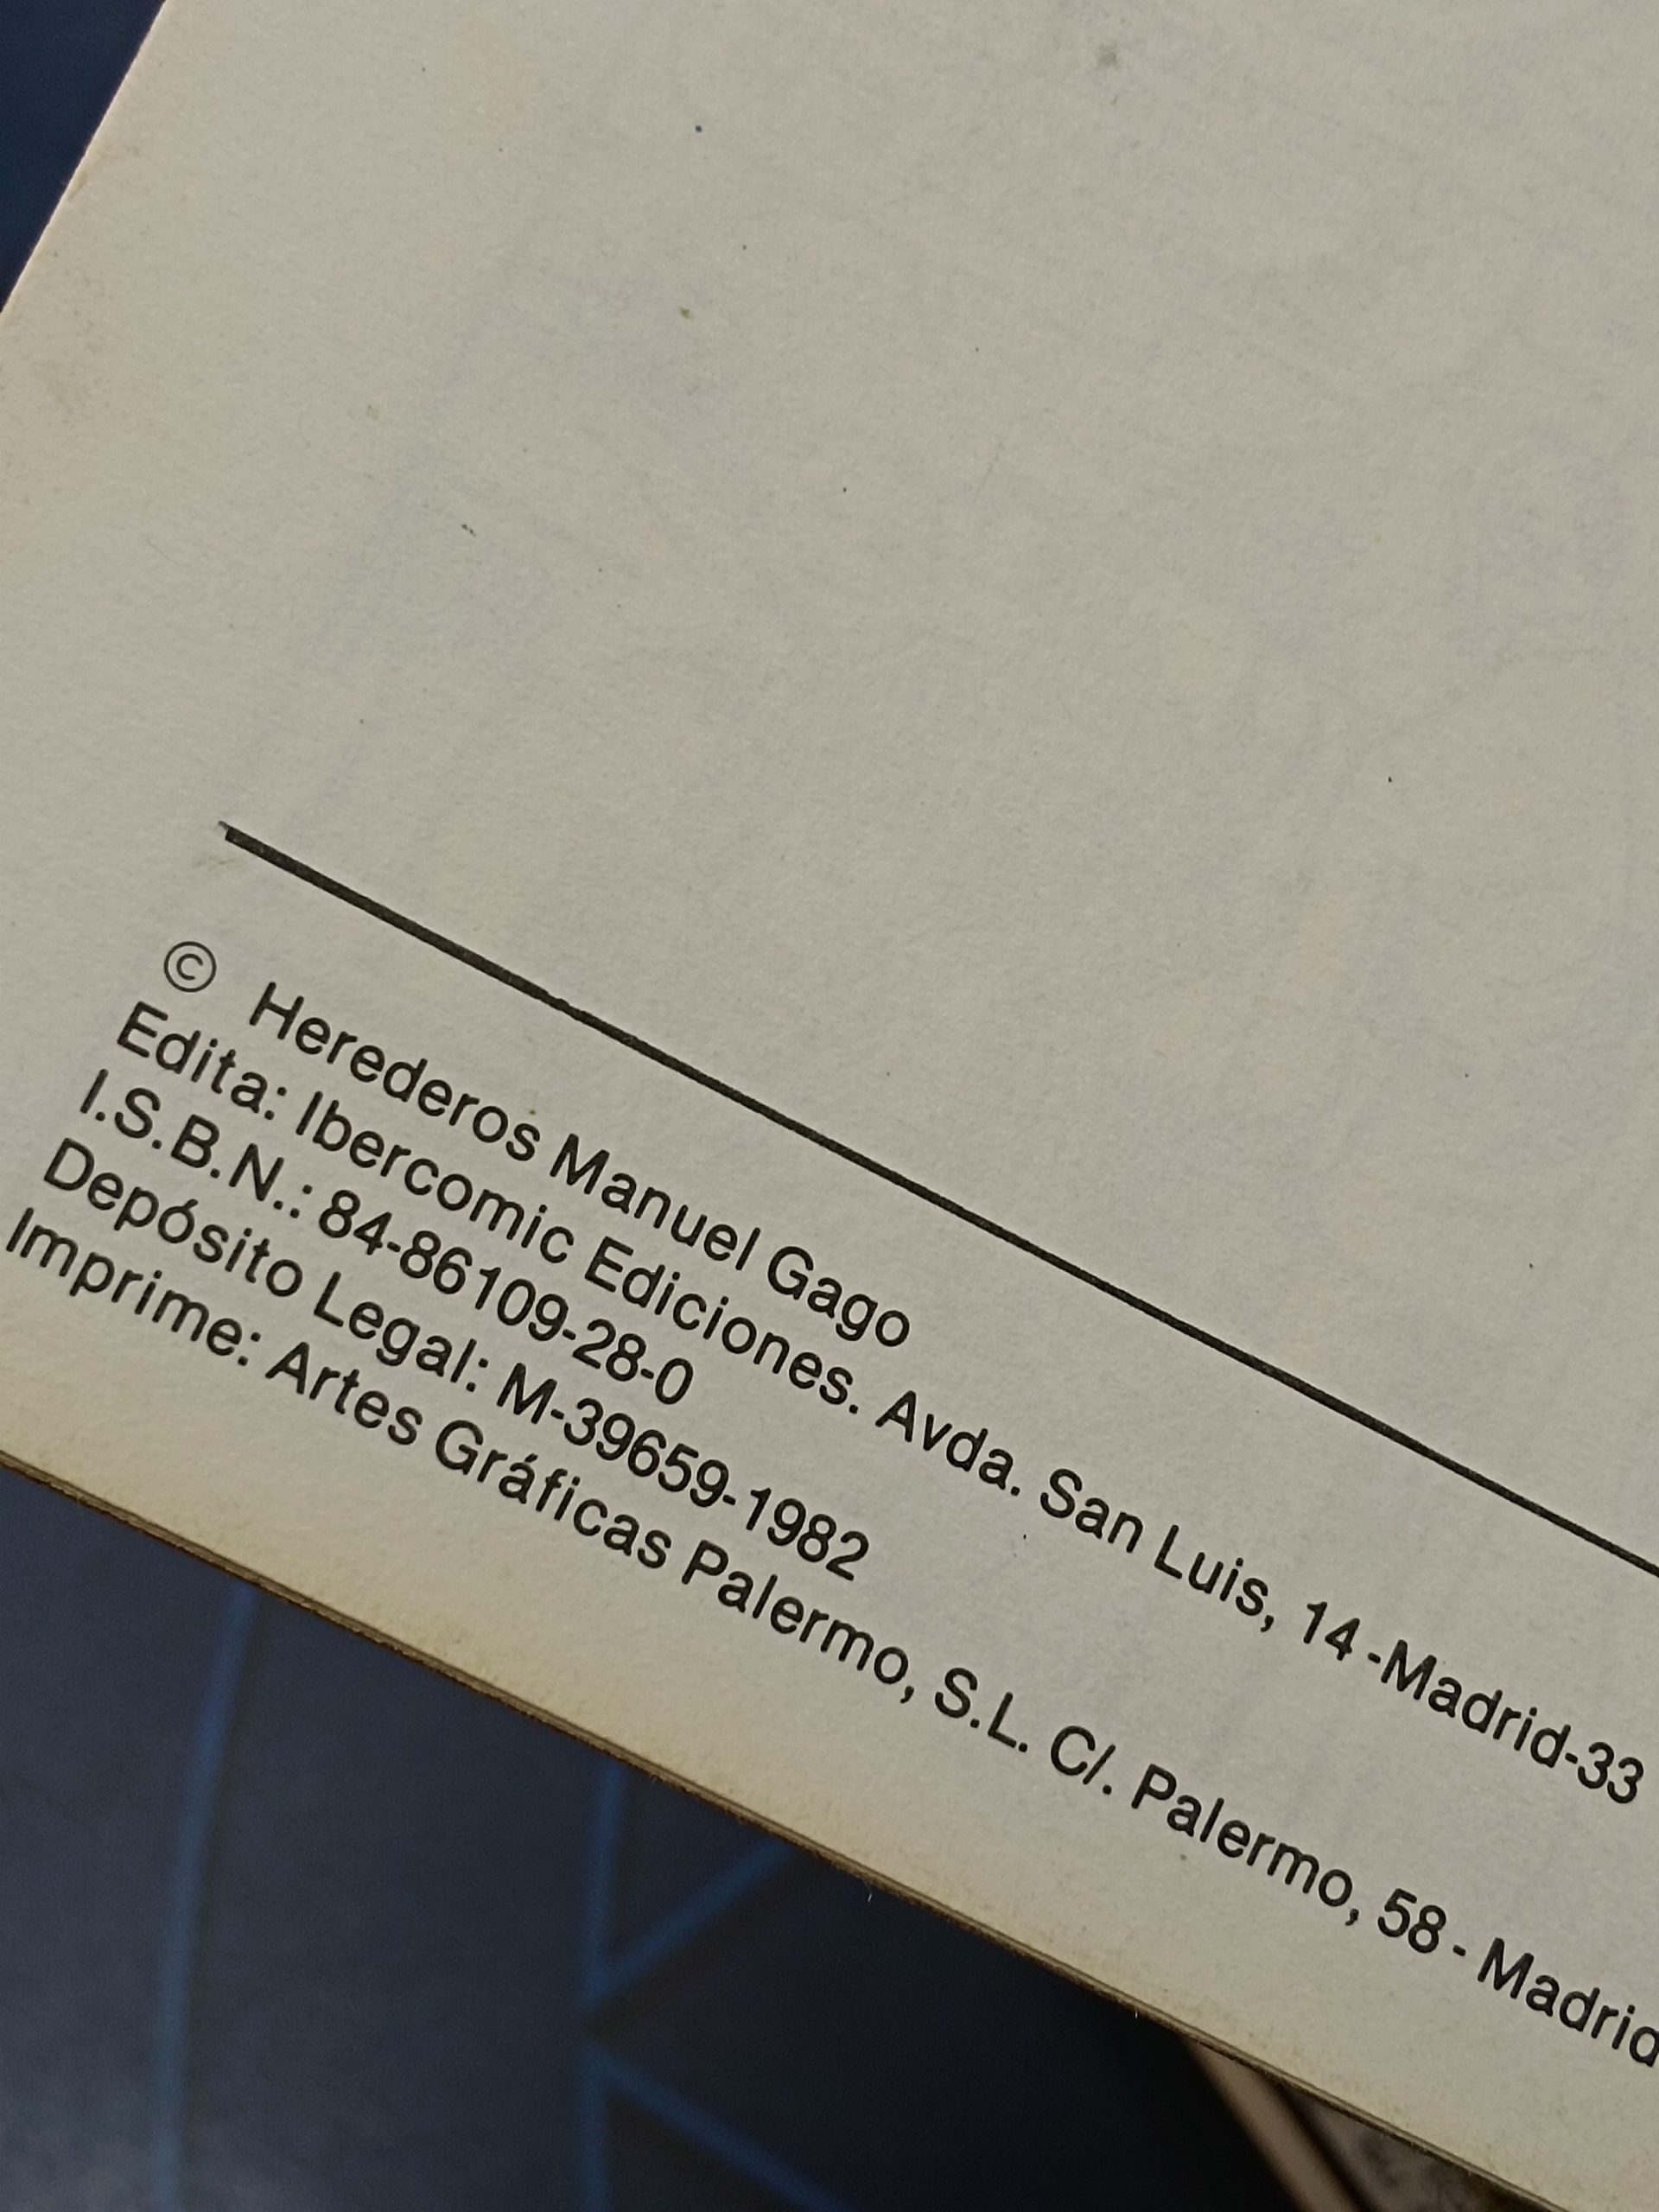 © Herederos Manuel Gago
Edita: Ibercomic Ediciones. Avda. San Luis, 14 -Madrid-33
I.S.B.N.: 84-86109-28-0
Depósito Legal: M-39659-1982
Imprime: Artes Gráficas Palermo, S.L. C/. Palermo, 58 - Madrid